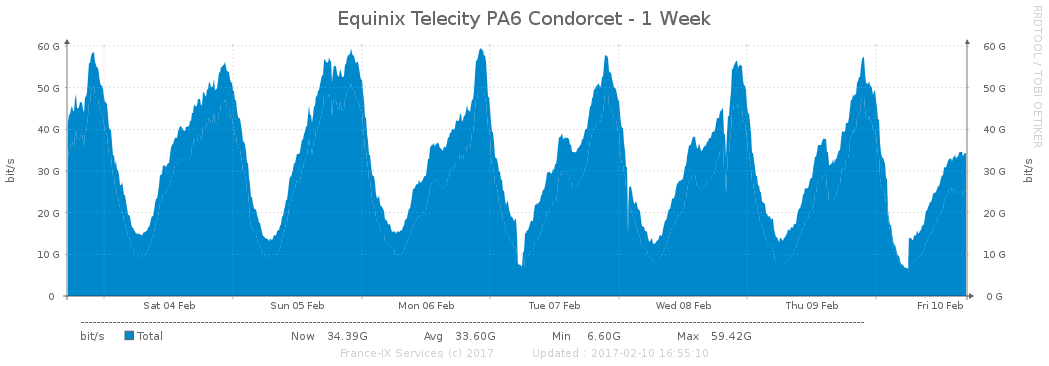 Equinix Telecity PA6 Condorcet - 1 Week
RRDTOOL / TOBI OETIKER
bit/s
60 G
50 G
40 G
30 G
20 G
10 G
0
60 G
50 G
40 G
30 G
20 G
10 G
0 G
bit/s
Sat 04 Feb Sun 05 Feb Mon 06 Feb Tue 07 Feb Wed 08 Feb Thu 09 Feb Fri 10 Feb
bit/s Total Now 34.39G Avg 33.60G Min 6.60G Max 59.42G
France-IX Services (c) 2017 Updated : 2017-02-10 16:55:10